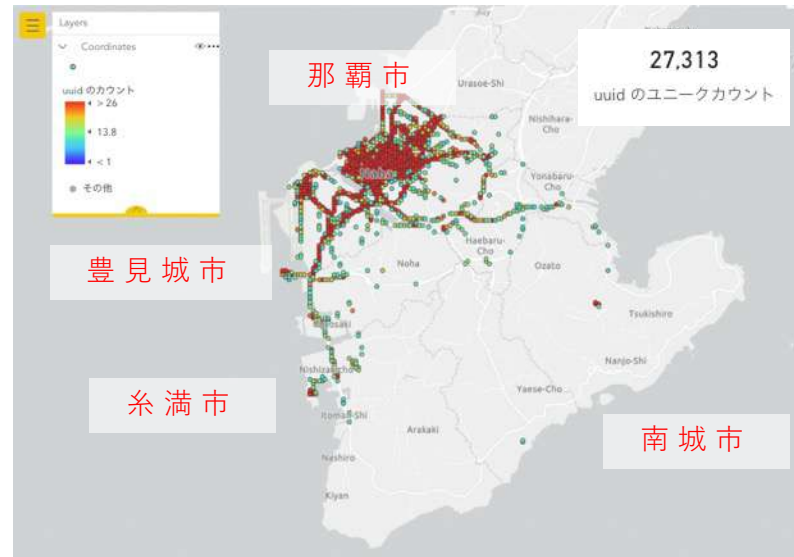 Layers
Coordinates
uuid のカウント
> 26
13.8
< 1
その他
那覇市
27,313
uuid のユニークカウント
Urasoe-Shi
Nishihara-
Cho
Naha
Yonabaru-
Cho
Haebaru-
Cho
豊見城市
Noha
Ozato
Tsukishiro
Nanjo-Shi
糸満市
Itoman-Shi
Yaese-Cho
Arakaki
南城市
Nashiro
Kiyan